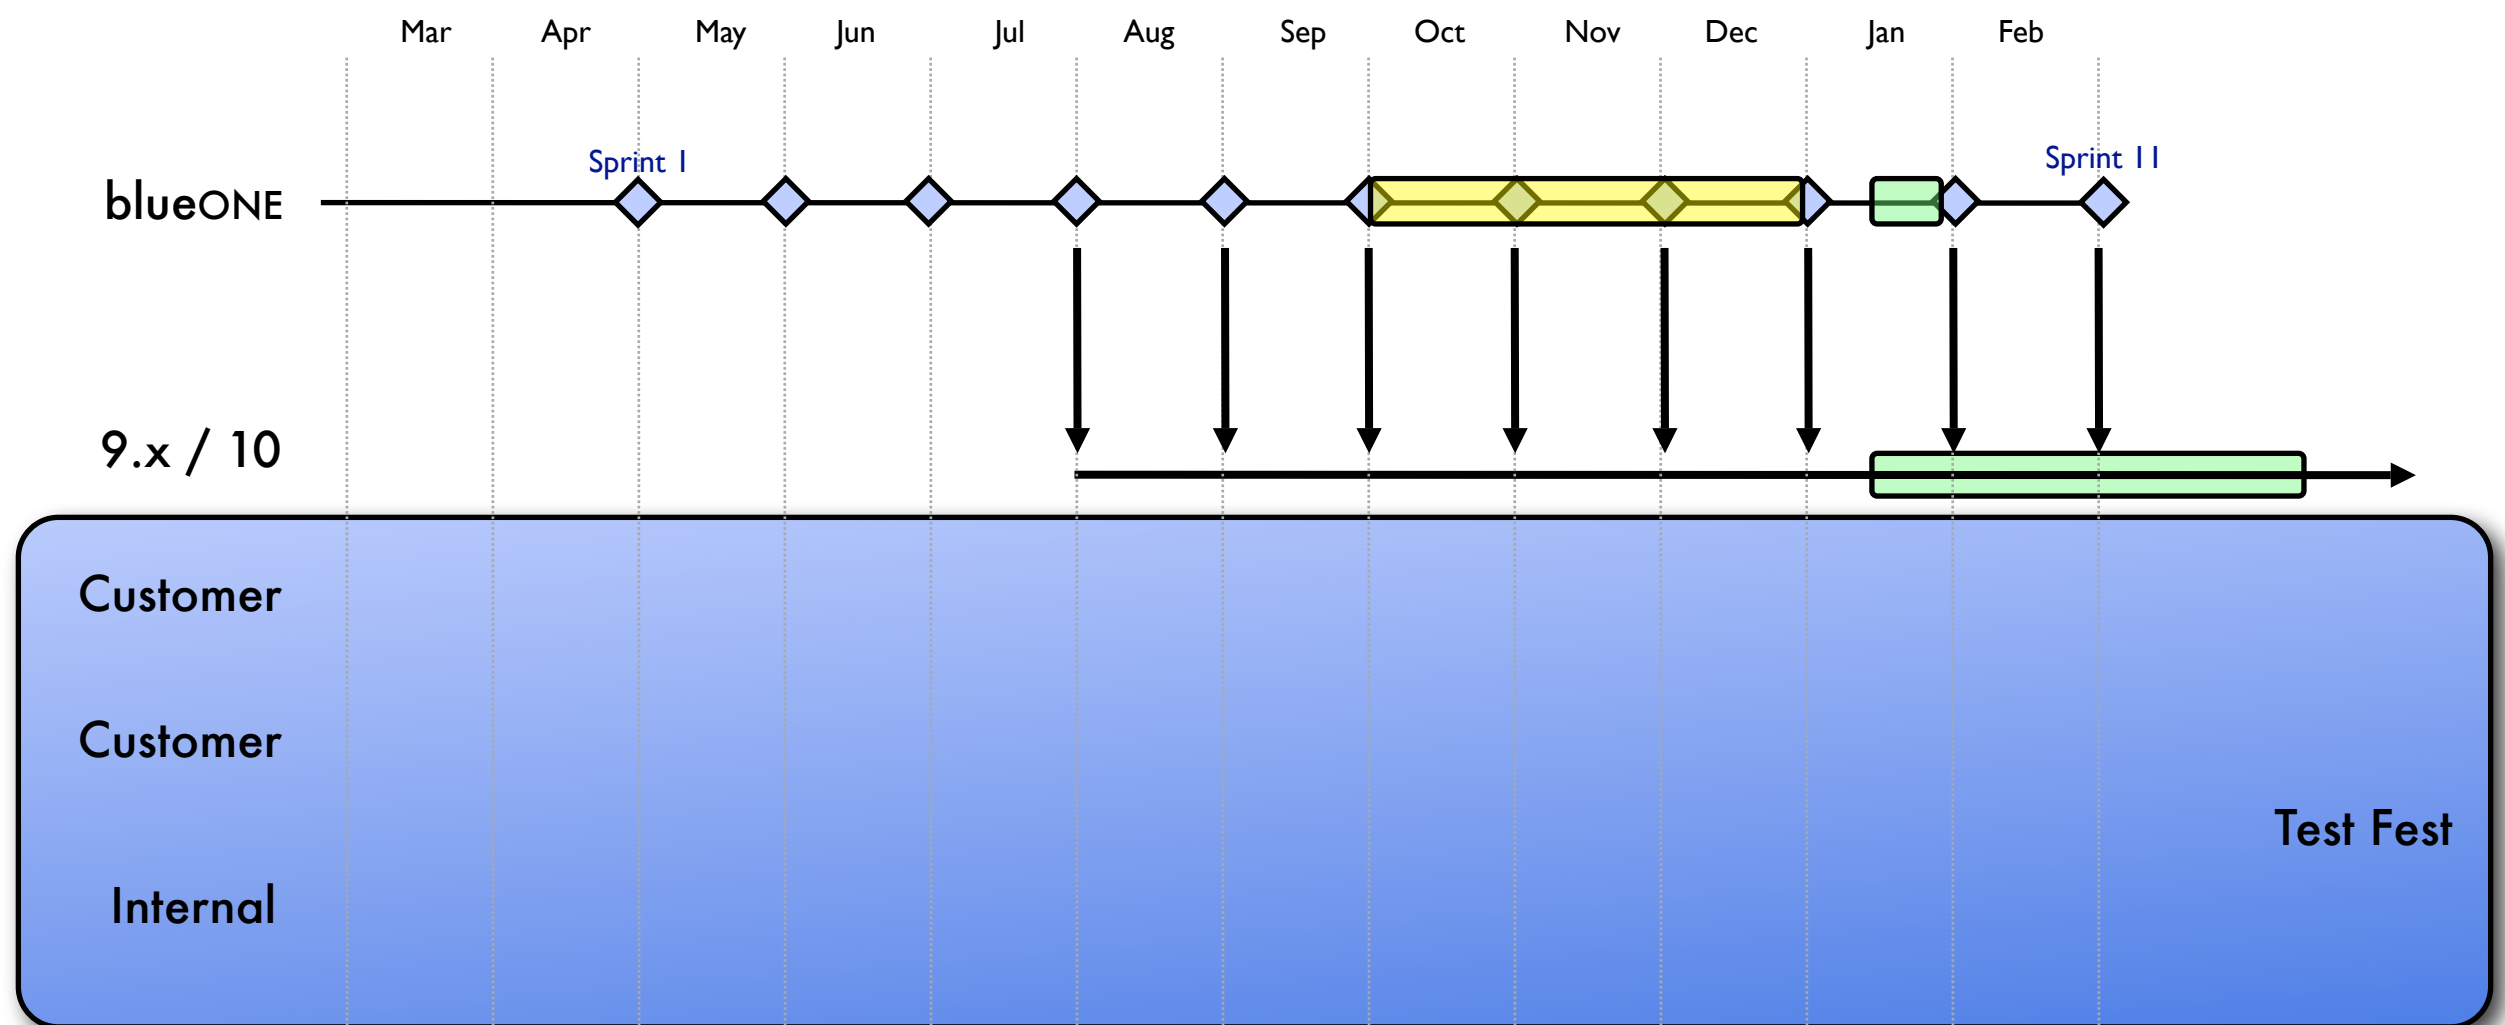 Mar Apr May Jun Jul Aug Sep Oct Nov Dec Jan Feb
Sprint 1 Sprint 11
blueONE
9.x / 10
Customer
Customer
Test Fest
Internal